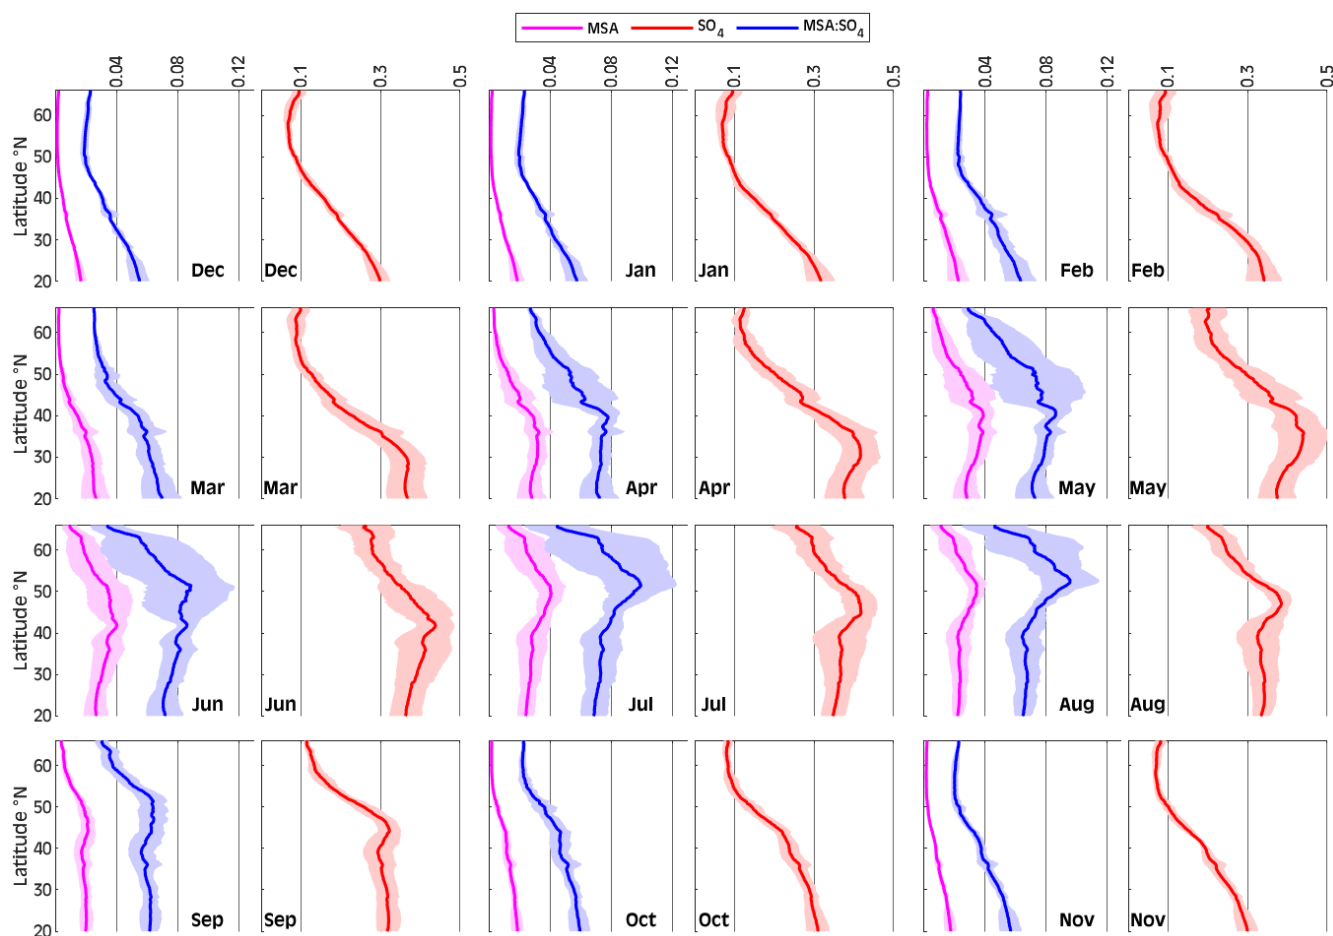 MSA SO4 MSA:SO4
0.04 0.08 0.12 0.1 0.3 0.5 0.04 0.08 0.12 0.1 0.3 0.5 0.04 0.08 0.12 0.1 0.3 0.5
Latitude °N
60
50
40
30
20
Dec Dec Jan Jan Feb Feb
Latitude °N
60
50
40
30
20
Mar Mar Apr Apr May May
Latitude °N
60
50
40
30
20
Jun Jun Jul Jul Aug Aug
Latitude °N
60
50
40
30
20
Sep Sep Oct Oct Nov Nov